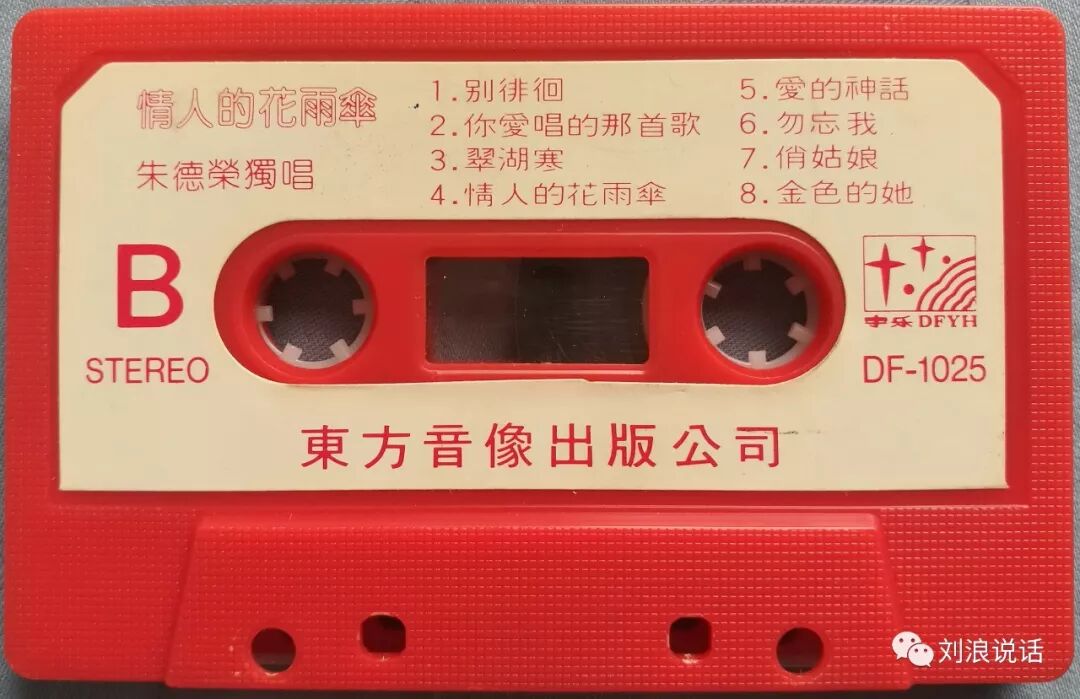 情人的花雨傘
朱德榮獨唱
1.别徘徊
2.你愛唱的那首歌
3.翠湖寒
4.情人的花雨傘
5.愛的神話
6.勿忘我
7.俏姑娘
8.金色的她
B
STEREO
中乐 DFYH
DF-1025
東方音像出版公司
刘浪说话